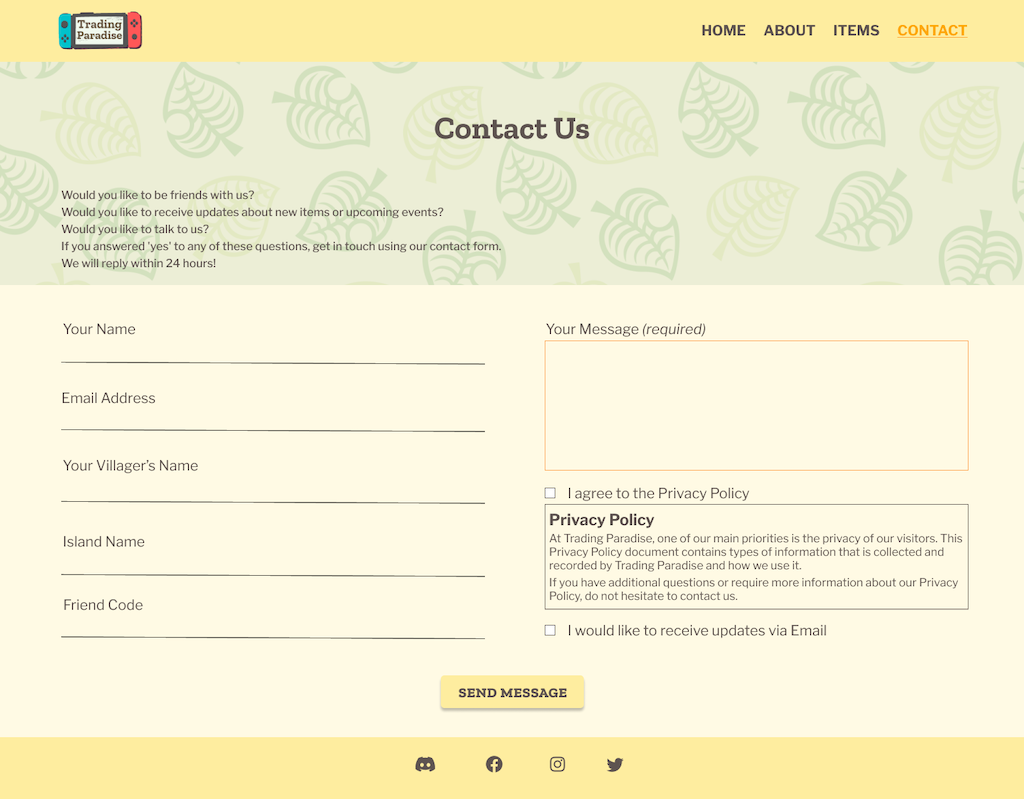 Trading
Paradise
HOME ABOUT ITEMS CONTACT
Contact Us
Would you like to be friends with us?
Would you like to receive updates about new items or upcoming events?
Would you like to talk to us?
If you answered 'yes' to any of these questions, get in touch using our contact form.
We will reply within 24 hours!
Your Name
Email Address
Your Villager’s Name
Island Name
Friend Code
Your Message (required)
I agree to the Privacy Policy
Privacy Policy
At Trading Paradise, one of our main priorities is the privacy of our visitors. This
Privacy Policy document contains types of information that is collected and
recorded by Trading Paradise and how we use it.
If you have additional questions or require more information about our Privacy
Policy, do not hesitate to contact us.
I would like to receive updates via Email
SEND MESSAGE